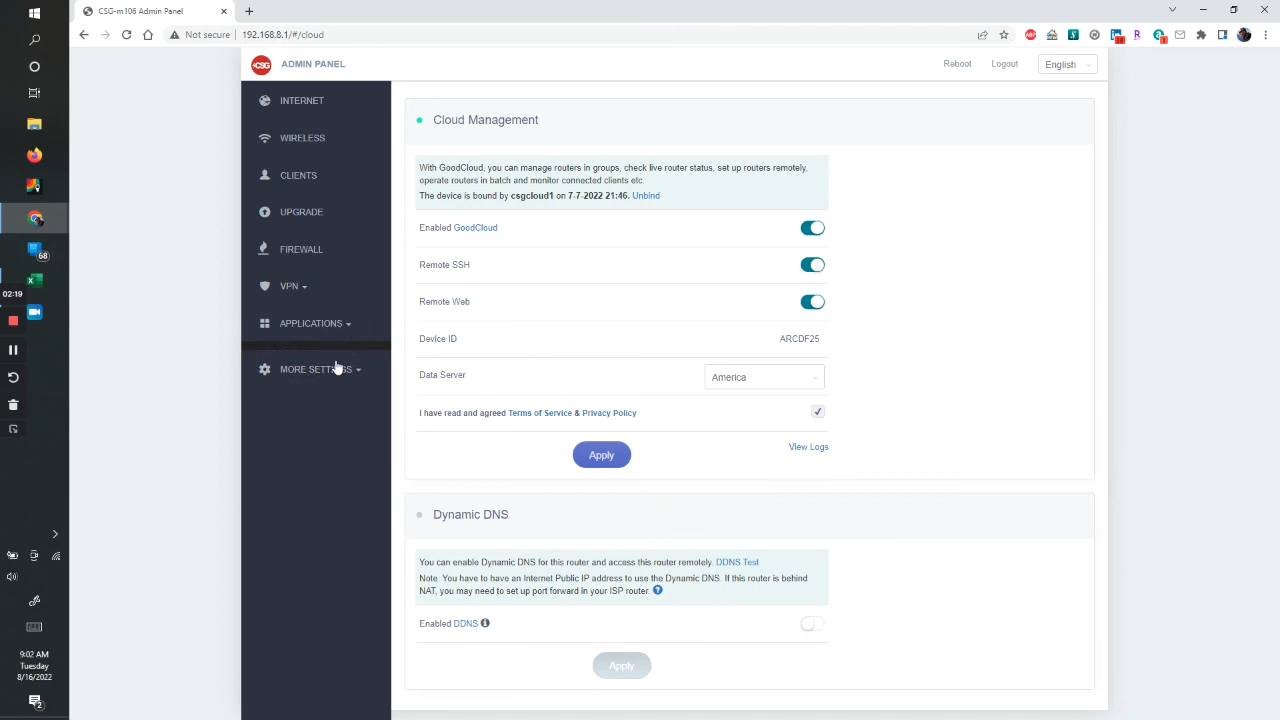 CSG-m106 Admin Panel
Not secure
192.168.8.1/#/cloud
CSG
ADMIN PANEL
Reboot
Logout
English
INTERNET
WIRELESS
CLIENTS
UPGRADE
FIREWALL
VPN
APPLICATIONS
MORE SETTINGS
Cloud Management
With GoodCloud, you can manage routers in groups, check live router status, set up routers remotely,
operate routers in batch and monitor connected clients etc.
The device is bound by csgcloud1 on 7-7-2022 21:46. Unbind
Enabled GoodCloud
Remote SSH
Remote Web
Device ID
ARCDF25
Data Server
America
I have read and agreed Terms of Service & Privacy Policy
Apply
View Logs
Dynamic DNS
You can enable Dynamic DNS for this router and access this router remotely. DDNS Test
Note: You have to have an Internet Public IP address to use the Dynamic DNS. If this router is behind
NAT, you may need to set up port forward in your ISP router.
Enabled DDNS
Apply
68
02:19
9:02 AM
Tuesday
8/16/2022
2